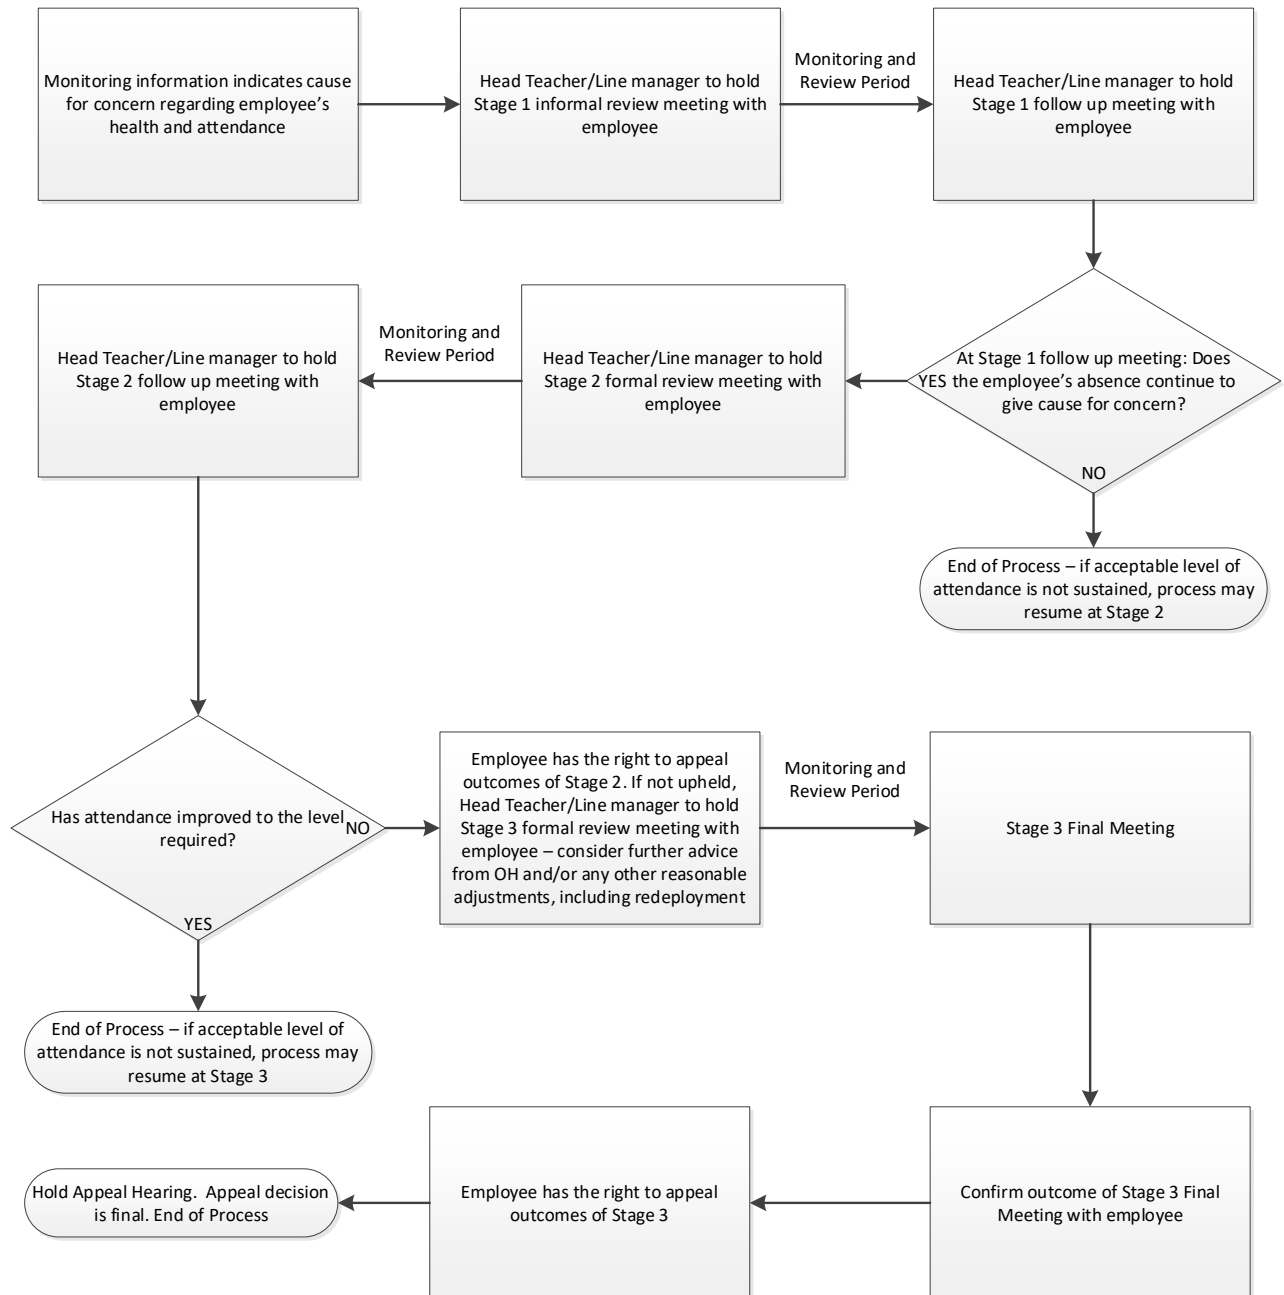 Monitoring information indicates cause
for concern regarding employee's
health and attendance
Head Teacher/Line manager to hold
Stage 1 informal review meeting with
employee
Monitoring and
Review Period
Head Teacher/Line manager to hold
Stage 1 follow up meeting with
employee
At Stage 1 follow up meeting: Does
the employee's absence continue to
give cause for concern?
YES
NO
End of Process – if acceptable level of
attendance is not sustained, process may
resume at Stage 2
Head Teacher/Line manager to hold
Stage 2 formal review meeting with
employee
Monitoring and
Review Period
Head Teacher/Line manager to hold
Stage 2 follow up meeting with
employee
Has attendance improved to the level
required?
NO
YES
End of Process – if acceptable level of
attendance is not sustained, process may
resume at Stage 3
Employee has the right to appeal
outcomes of Stage 2. If not upheld,
Head Teacher/Line manager to hold
Stage 3 formal review meeting with
employee – consider further advice
from OH and/or any other reasonable
adjustments, including redeployment
Monitoring and
Review Period
Stage 3 Final Meeting
Confirm outcome of Stage 3 Final
Meeting with employee
Employee has the right to appeal
outcomes of Stage 3
Hold Appeal Hearing.  Appeal decision
is final. End of Process